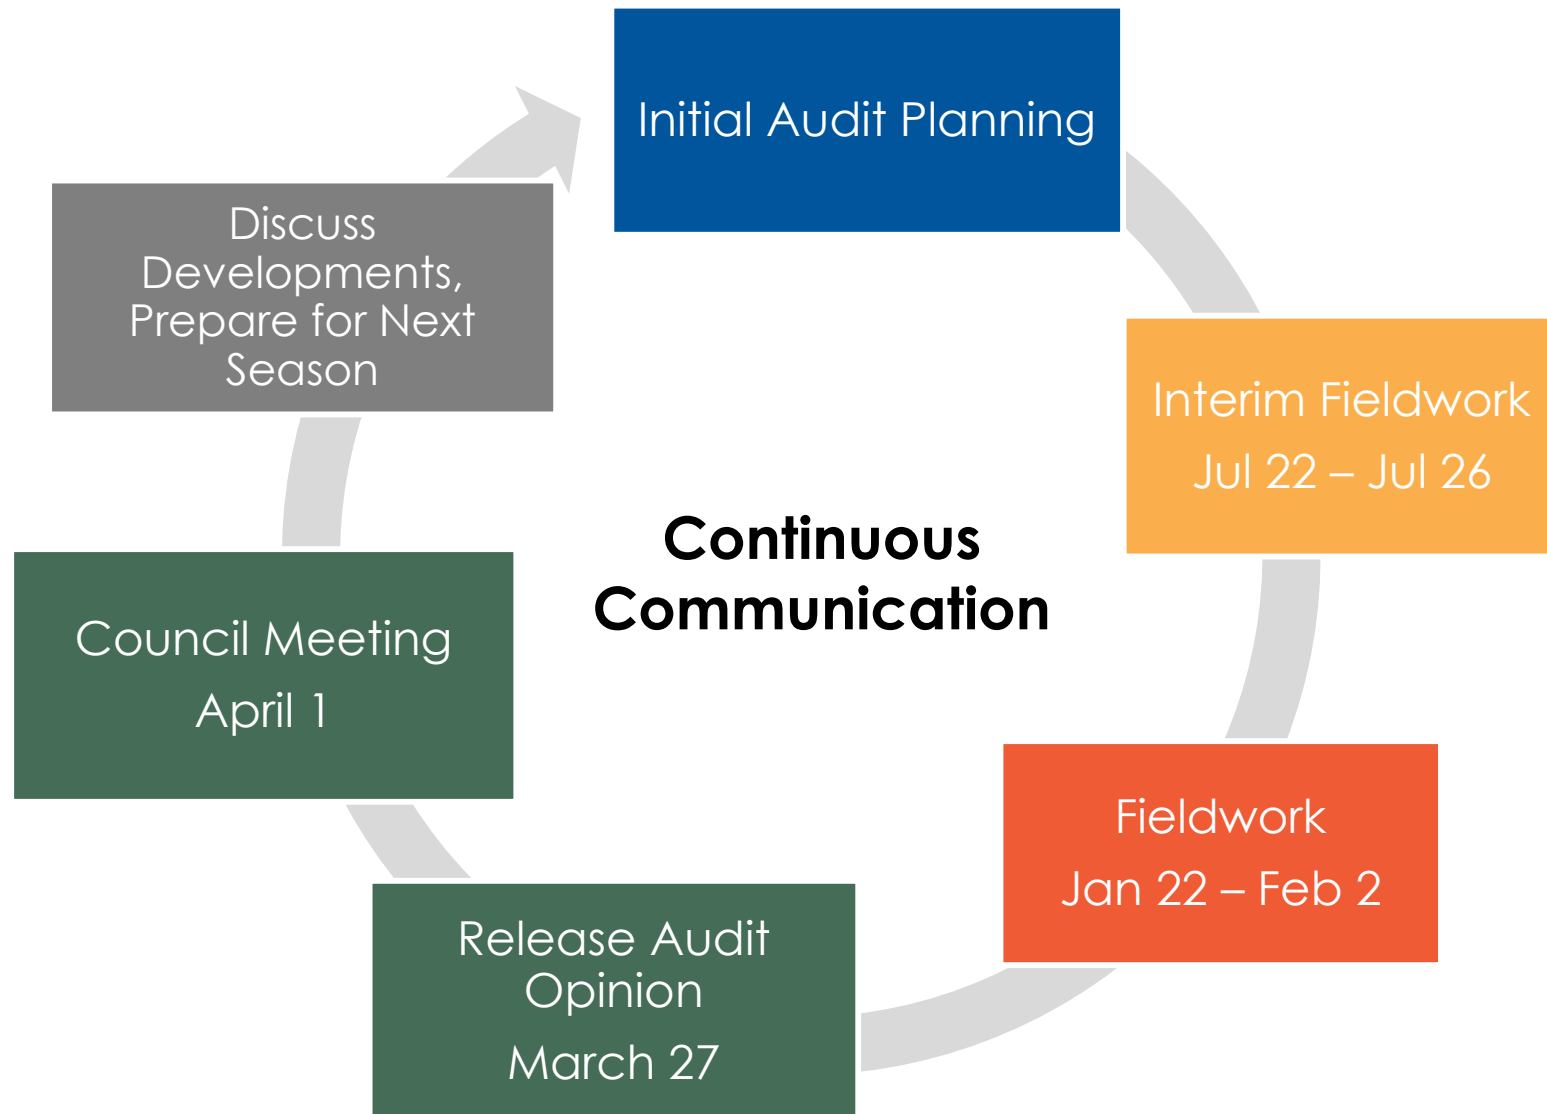 Initial Audit Planning
Interim Fieldwork
Jul 22 – Jul 26
Fieldwork
Jan 22 – Feb 2
Release Audit
Opinion
March 27
Council Meeting
April 1
Discuss
Developments,
Prepare for Next
Season
Continuous
Communication